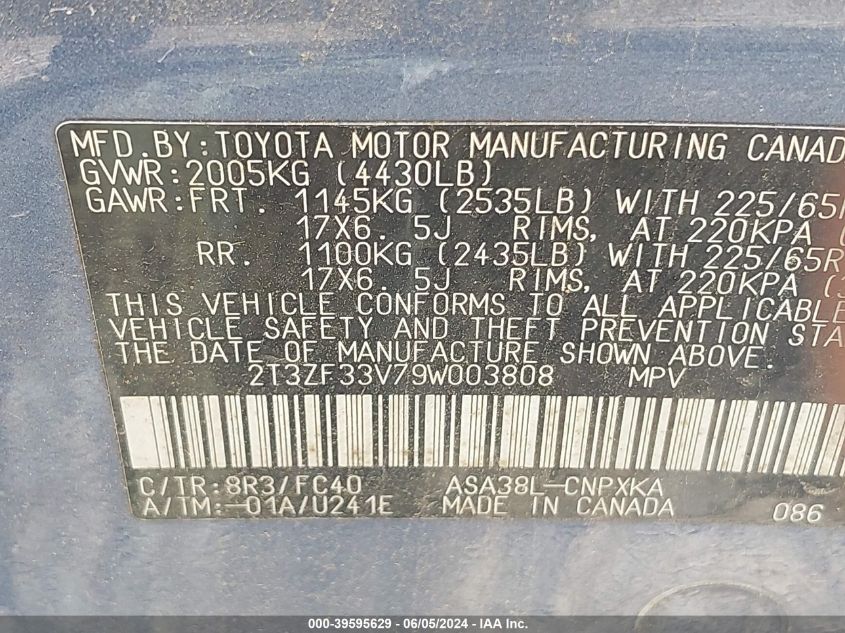 MFD.BY: TOYOTA MOTOR MANUFACTURING CANAD
GVWR: 2005KG (4430LB)
GAWR: FRT. 1145KG (2535LB) WITH 225/65
17X6.5J RIMS, AT 220KPA (
RR. 1100KG (2435LB) WITH 225/65R
17X6.5J RIMS, AT 220KPA (
THIS VEHICLE CONFORMS TO ALL APPLICABLE
VEHICLE SAFETY AND THEFT PREVENTION STA
THE DATE OF MANUFACTURE SHOWN ABOVE.
2T3ZF33V79W003808 MPV
C/TR: 8R3/FC40 ASA38L-CNPXKA
A/TM: -01A/U241E MADE IN CANADA 086
000-39595629 | 06/05/2024 | IAA Inc.